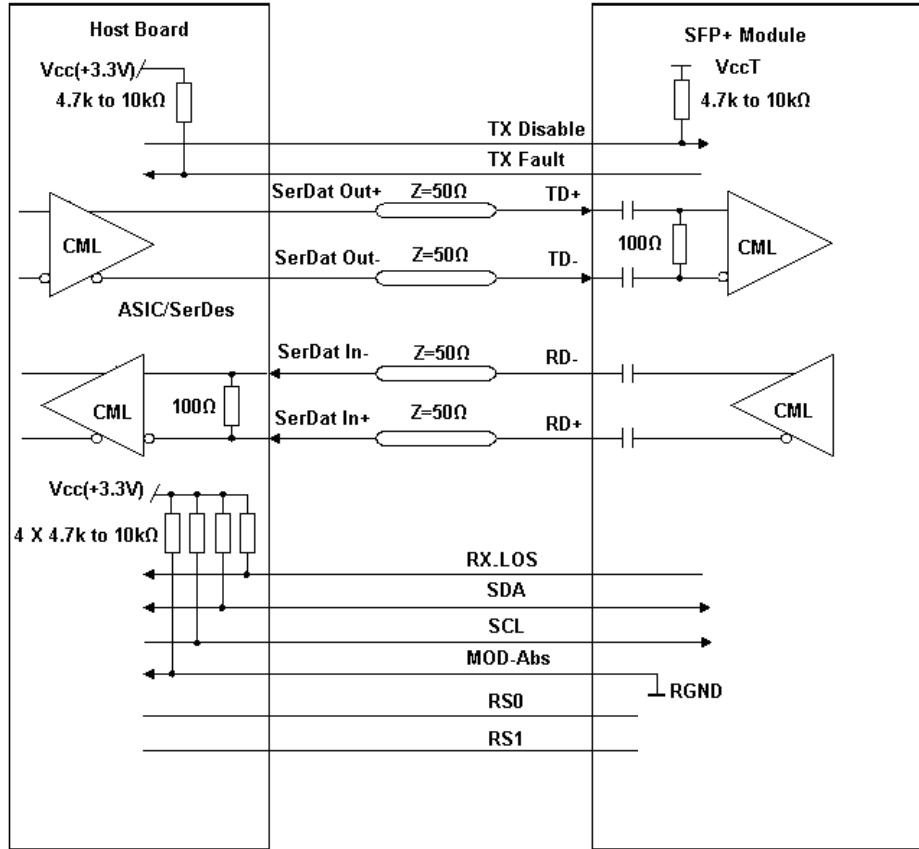 Host Board
SFP+ Module
Vcc(+3.3V)
4.7k to 10kΩ
VccT
4.7k to 10kΩ
TX Disable
TX Fault
SerDat Out+
Z=50Ω
TD+
CML
100Ω
CML
SerDat Out-
Z=50Ω
TD-
ASIC/SerDes
SerDat In-
Z=50Ω
RD-
CML
100Ω
CML
SerDat In+
Z=50Ω
RD+
Vcc(+3.3V)
4 X 4.7k to 10kΩ
RX.LOS
SDA
SCL
MOD-Abs
RGND
RS0
RS1